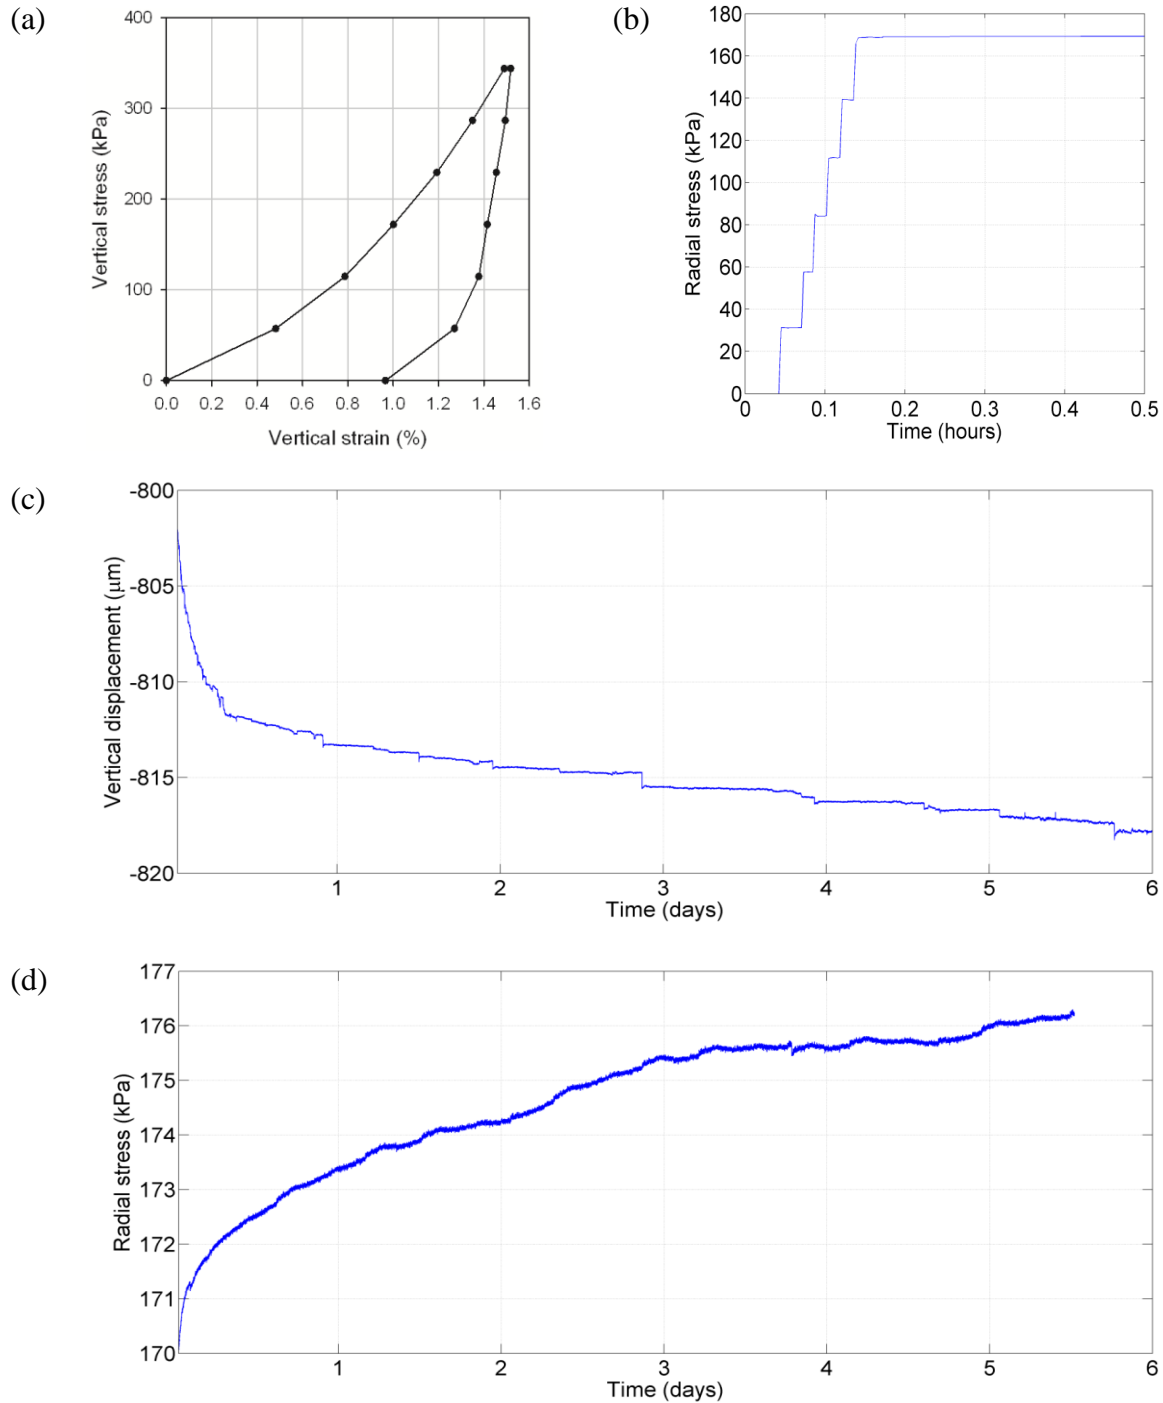 (a)
400
300
200
100
0
Vertical stress (kPa)
0.0 0.2 0.4 0.6 0.8 1.0 1.2 1.4 1.6
Vertical strain (%)
(b)
180
160
140
120
100
80
60
40
20
0
Radial stress (kPa)
0 0.1 0.2 0.3 0.4 0.5
Time (hours)
(c)
-800
-805
-810
-815
-820
Vertical displacement (μm)
1 2 3 4 5 6
Time (days)
(d)
177
176
175
174
173
172
171
170
Radial stress (kPa)
1 2 3 4 5 6
Time (days)